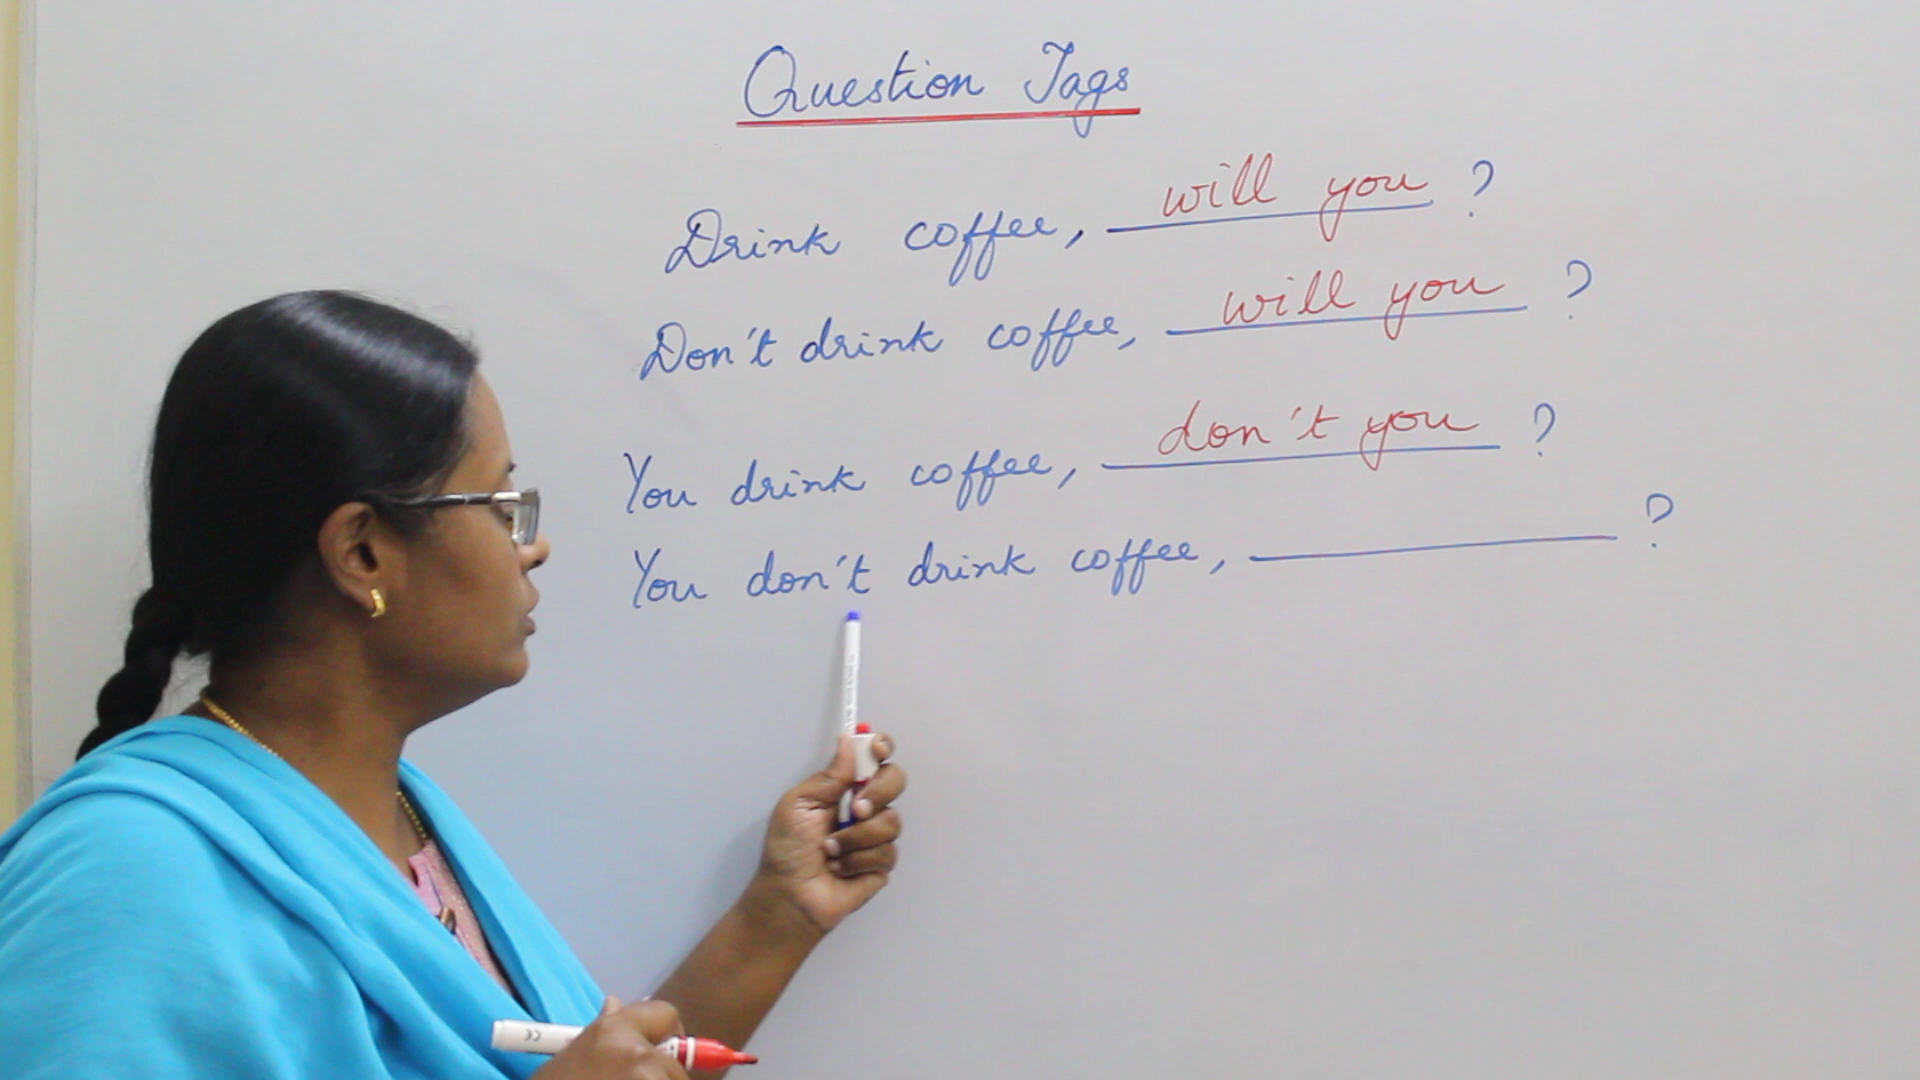 Question Tags
Drink coffee, will you ?
Don't drink coffee, will you ?
You drink coffee, don't you ?
You don't drink coffee, ________ ?